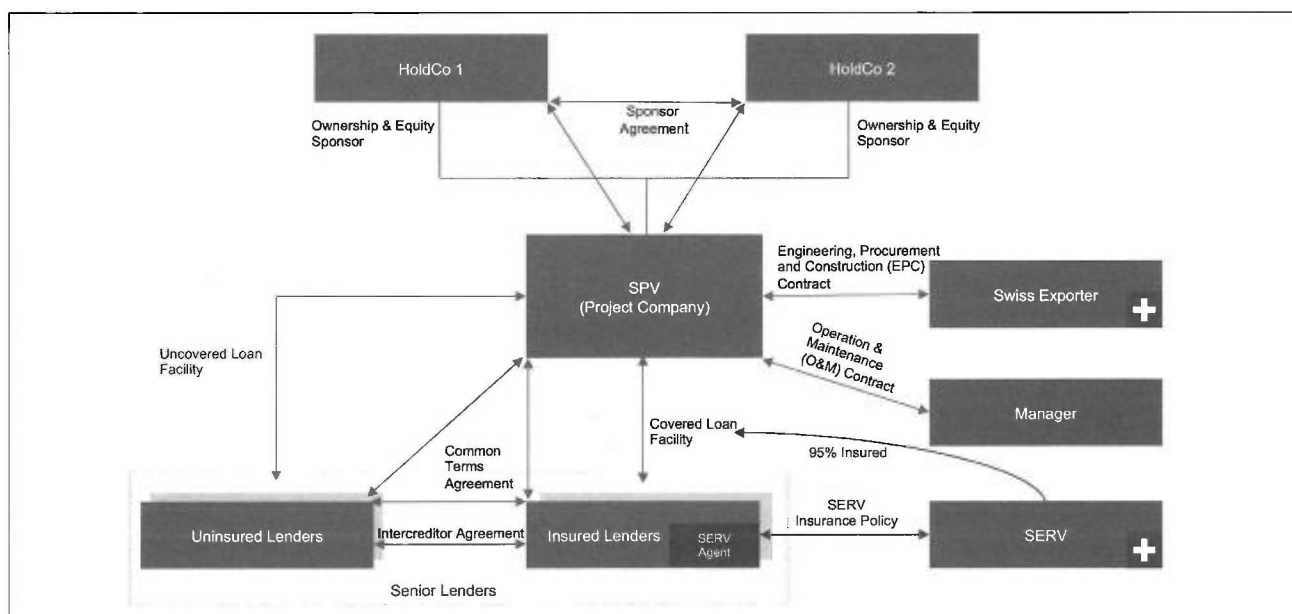 HoldCo 1
HoldCo 2
Sponsor
Agreement
Ownership & Equity
Sponsor
Ownership & Equity
Sponsor
SPV
(Project Company)
Engineering, Procurement
and Construction (EPC)
Contract
Swiss Exporter
Uncovered Loan
Facility
Operation &
Maintenance
(O&M) Contract
Manager
Common
Terms
Agreement
Covered Loan
Facility
95% Insured
Uninsured Lenders
Intercreditor Agreement
Insured Lenders
SERV
Agent
SERV
Insurance Policy
SERV
Senior Lenders